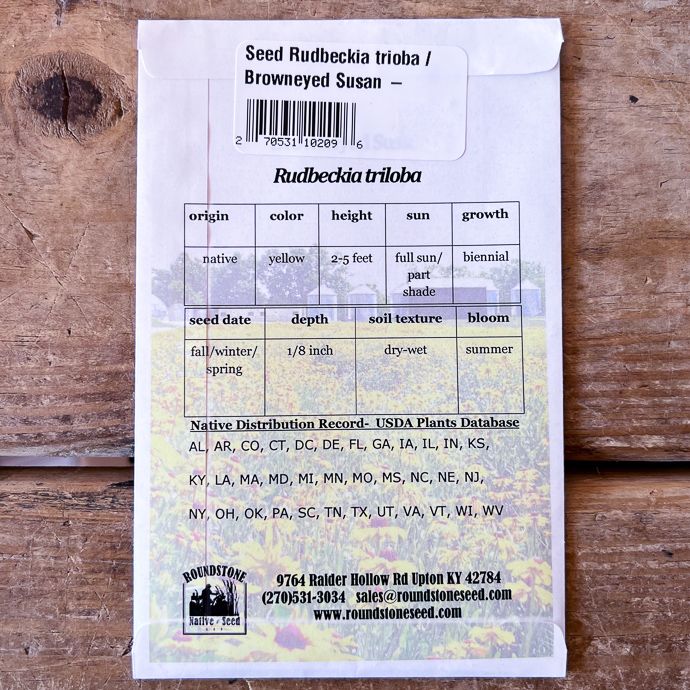 Seed Rudbeckia trioba /
Browneyed Susan –
2 70531 10209 6
Rudbeckia triloba
origin color height sun growth
native yellow 2-5 feet full sun/ biennial
part
shade
seed date depth soil texture bloom
fall/winter/ 1/8 inch dry-wet summer
spring
Native Distribution Record- USDA Plants Database
AL, AR, CO, CT, DC, DE, FL, GA, IA, IL, IN, KS,
KY, LA, MA, MD, MI, MN, MO, MS, NC, NE, NJ,
NY, OH, OK, PA, SC, TN, TX, UT, VA, VT, WI, WV
ROUNDSTONE
Native Seed
9764 Raider Hollow Rd Upton KY 42784
(270)531-3034 sales@roundstoneseed.com
www.roundstoneseed.com